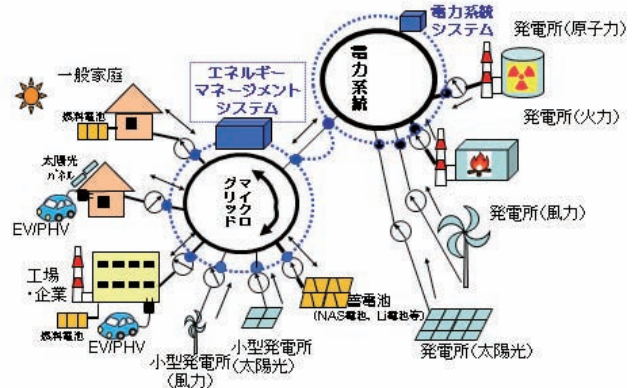 電力系統
システム
発電所(原子力)
電力系統
エネルギー
マネージメント
システム
一般家庭
発電所(火力)
燃料電池
太陽光
パネル
マイクロ
グリッド
発電所(風力)
EV/PHV
工場
・企業
蓄電池
(NAS電池、Li電池等)
燃料電池
EV/PHV
小型発電所
(風力)
小型発電所
(太陽光)
発電所(太陽光)